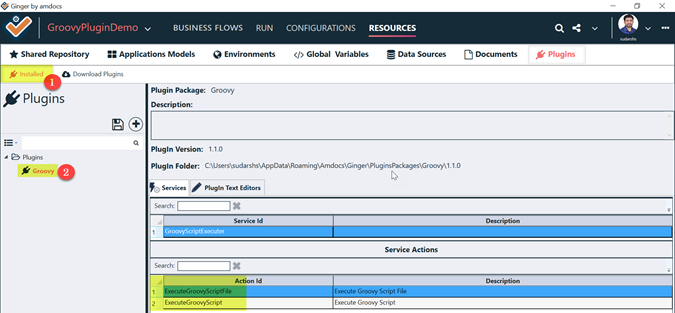 Ginger by amdocs
GroovyPluginDemo BUSINESS FLOWS RUN CONFIGURATIONS RESOURCES sudarshs
Shared Repository Applications Models Environments Global Variables Data Sources Documents Plugins
Installed Download Plugins
1
Plugins
Plugins
Groovy 2
Plugin Package: Groovy
Description:
PlugIn Version: 1.1.0
PlugIn Folder: C:\Users\sudarshs\AppData\Roaming\Amdocs\Ginger\PluginsPackages\Groovy\1.1.0
Services PlugIn Text Editors
Search:
Service Id Description
1 GroovyScriptExecuter
Service Actions
Search:
Action Id Description
1 ExecuteGroovyScriptFile Execute Groovy Script File
2 ExecuteGroovyScript Execute Groovy Script